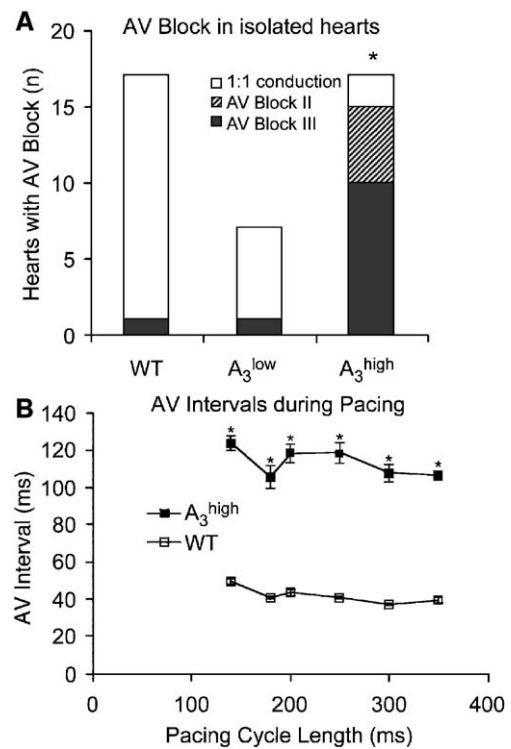 A
AV Block in isolated hearts
20
15
10
5
0
Hearts with AV Block (n)
*
1:1 conduction
AV Block II
AV Block III
WT
A₃ˡᵒʷ
A₃ʰⁱᵍʰ
B
AV Intervals during Pacing
140
120
100
80
60
40
20
0
AV Interval (ms)
* * * * * *
A₃ʰⁱᵍʰ
WT
0 100 200 300 400
Pacing Cycle Length (ms)